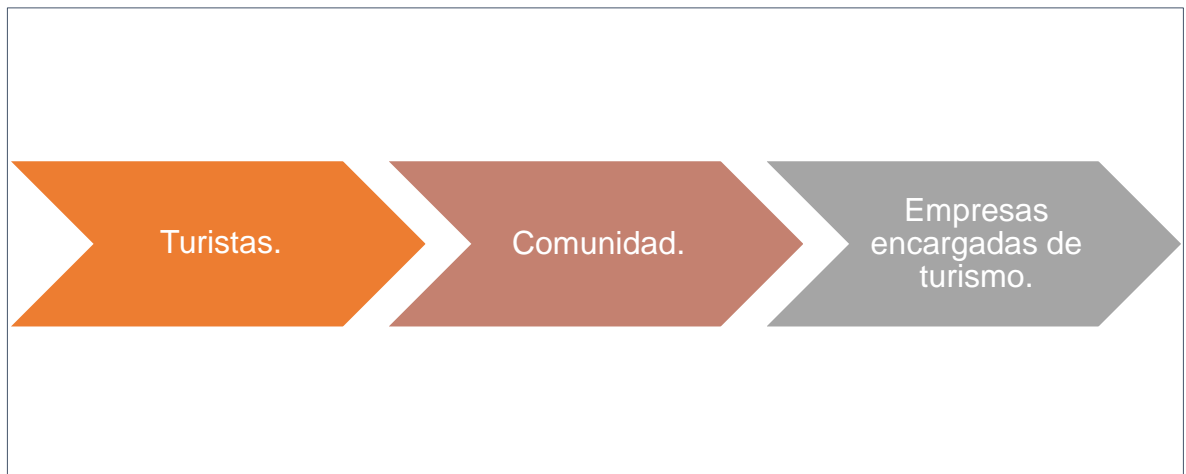 Turistas.
Comunidad.
Empresas
encargadas de
turismo.